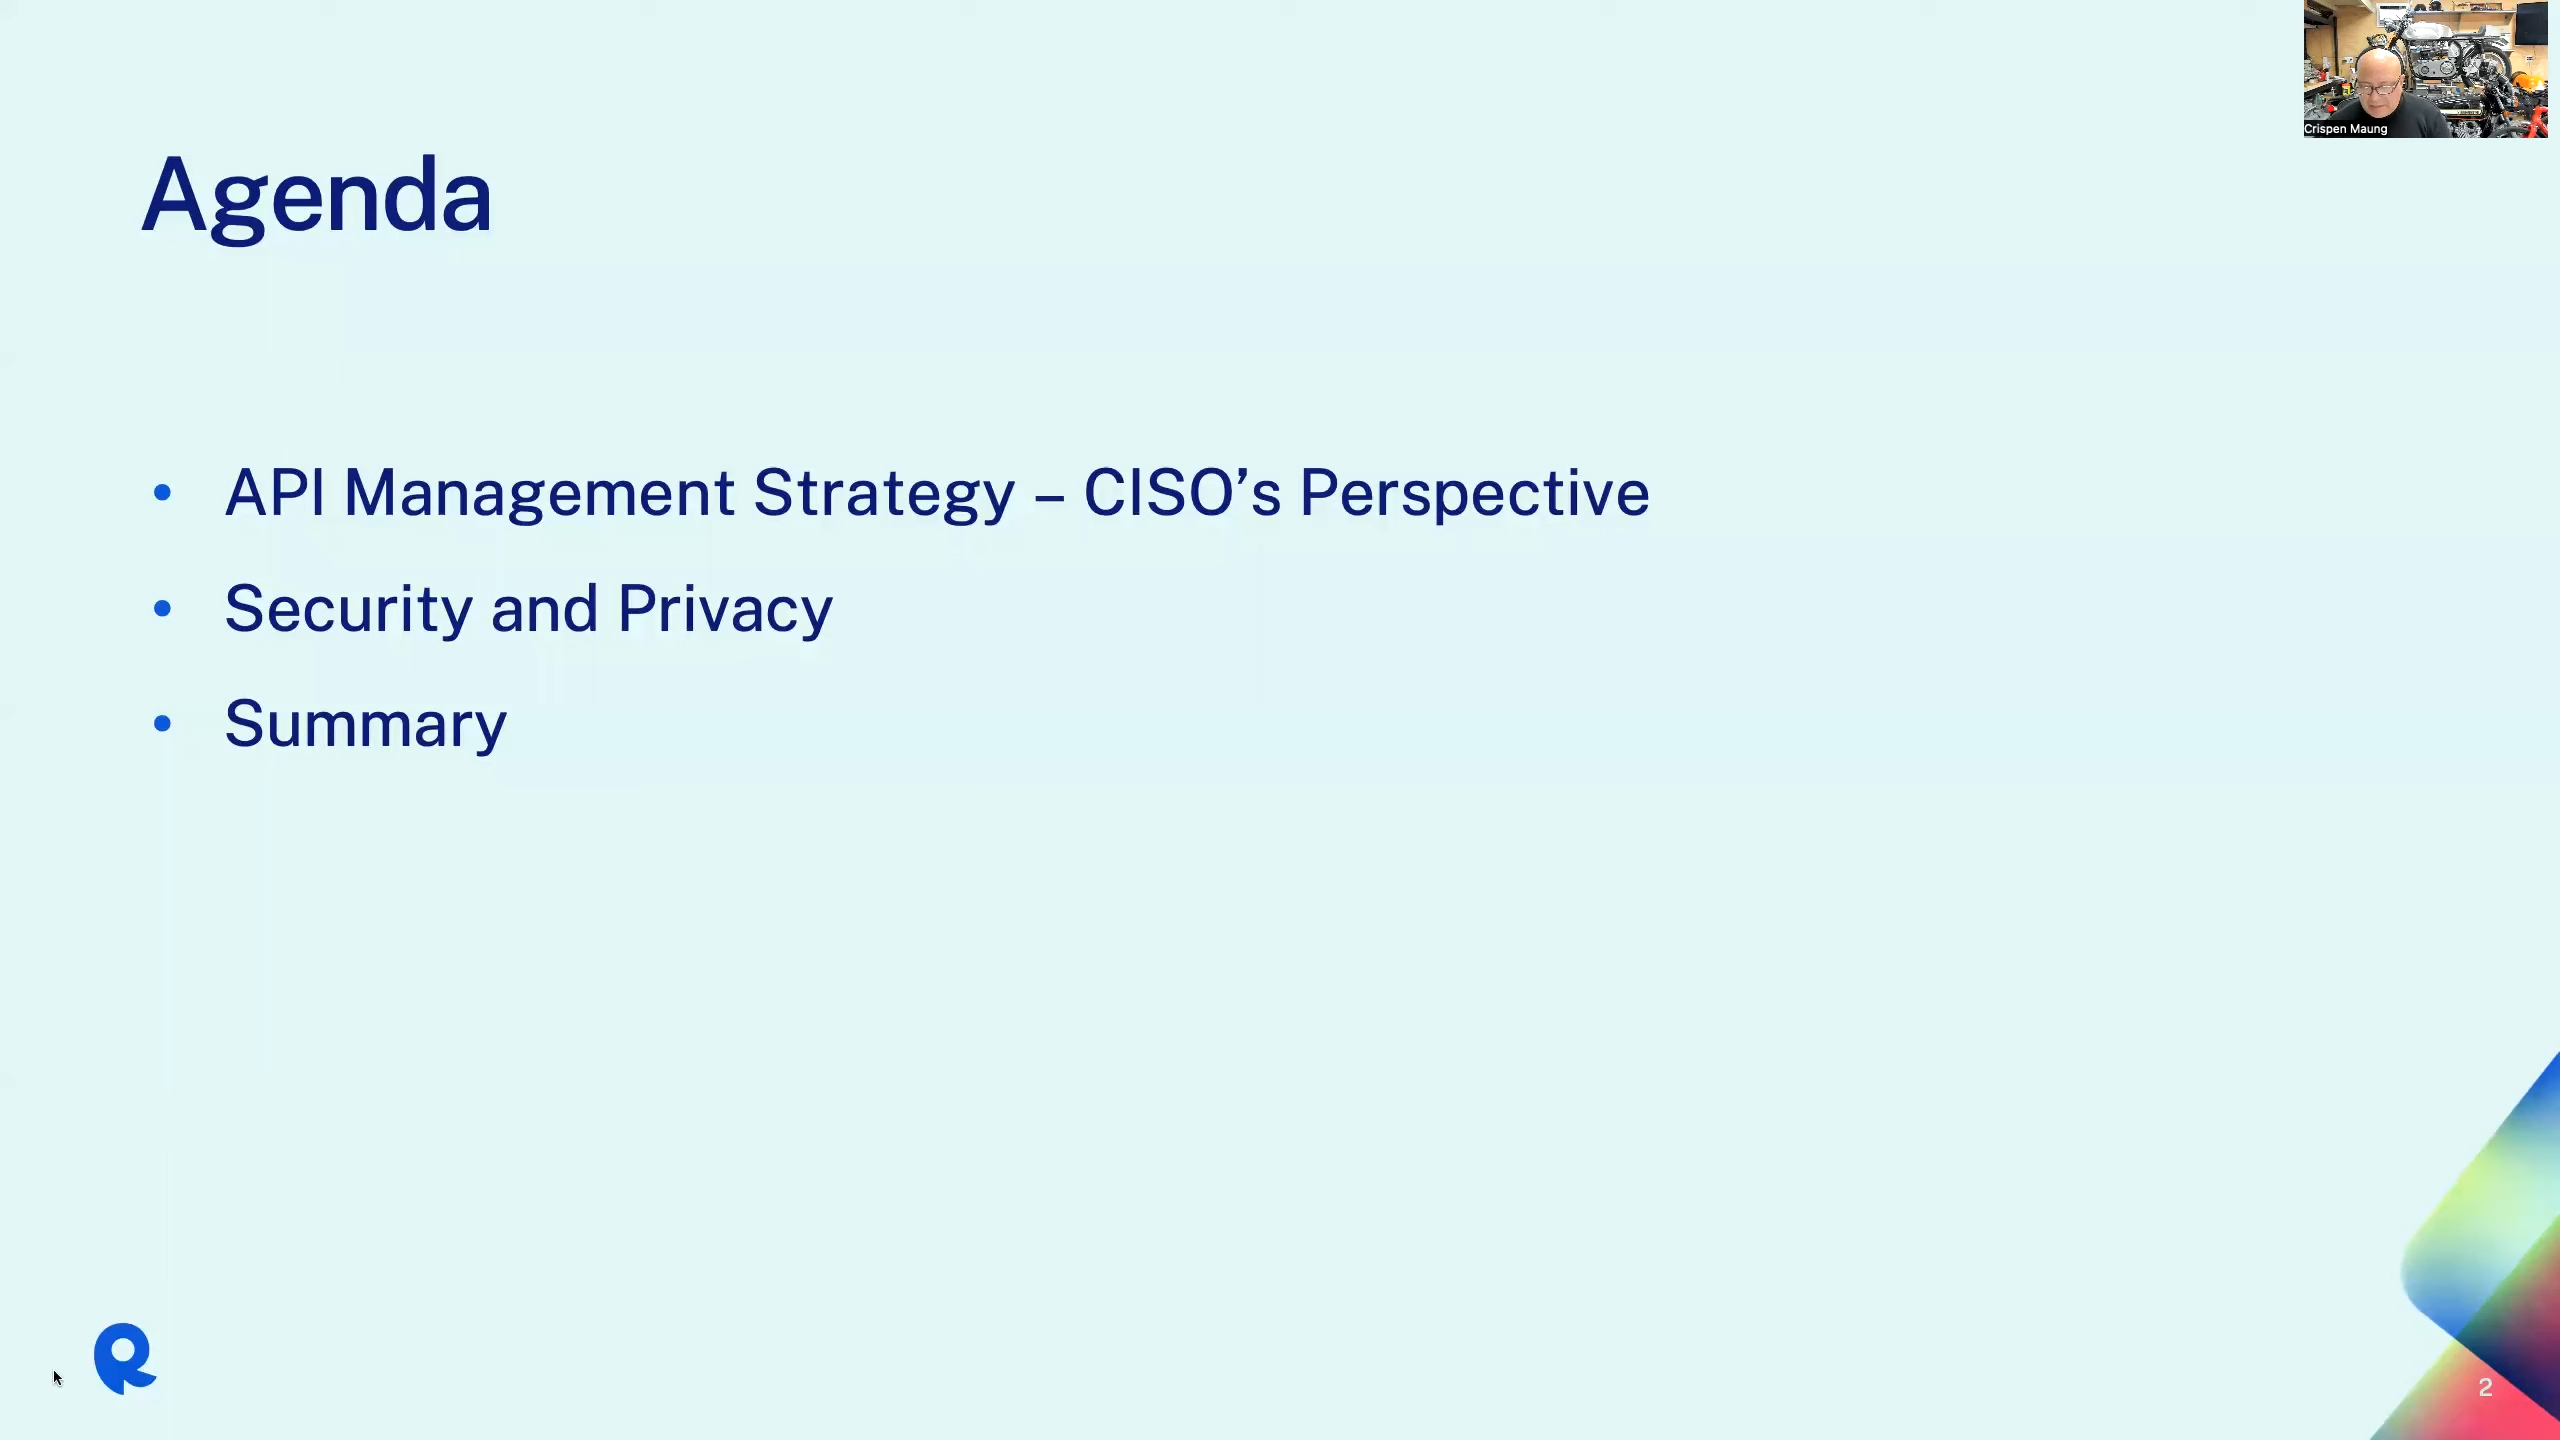 Crispen Maung
Agenda
• API Management Strategy – CISO’s Perspective
• Security and Privacy
• Summary
2